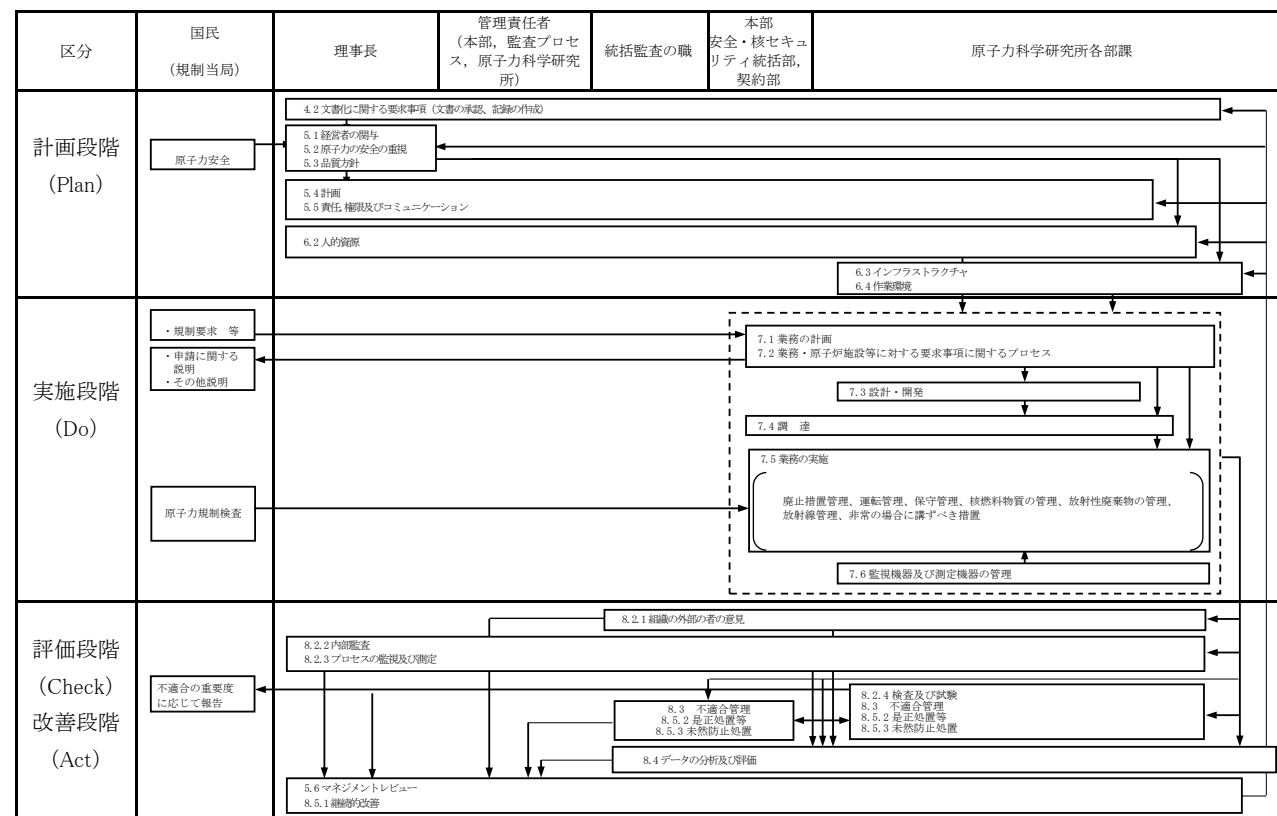 区分
国民
(規制当局)
理事長
管理責任者
(本部，監査プロセ
ス，原子力科学研究
所)
統括監査の職
本部
安全・核セキュ
リティ統括部，
契約部
原子力科学研究所各部課
計画段階
(Plan)
原子力安全
4.2 文書化に関する要求事項（文書の承認、記録の作成）
5.1 経営者の関与
5.2 原子力の安全の重視
5.3 品質方針
5.4 計画
5.5 責任,権限及びコミュニケーション
6.2 人的資源
6.3 インフラストラクチャ
6.4 作業環境
実施段階
(Do)
・規制要求　等
・申請に関する
説明
・その他説明
7.1 業務の計画
7.2 業務・原子炉施設等に対する要求事項に関するプロセス
7.3 設計・開発
7.4 調　達
7.5 業務の実施
原子力規制検査
廃止措置管理、運転管理、保守管理、核燃料物質の管理、放射性廃棄物の管理、
放射線管理、非常の場合に講ずべき措置
7.6 監視機器及び測定機器の管理
評価段階
(Check)
改善段階
(Act)
8.2.1 組織の外部の者の意見
8.2.2 内部監査
8.2.3 プロセスの監視及び測定
不適合の重要度
に応じて報告
8.3　不適合管理
8.5.2 是正処置等
8.5.3 未然防止処置
8.2.4 検査及び試験
8.3　不適合管理
8.5.2 是正処置等
8.5.3 未然防止処置
8.4 データの分析及び評価
5.6 マネジメントレビュー
8.5.1 継続的改善